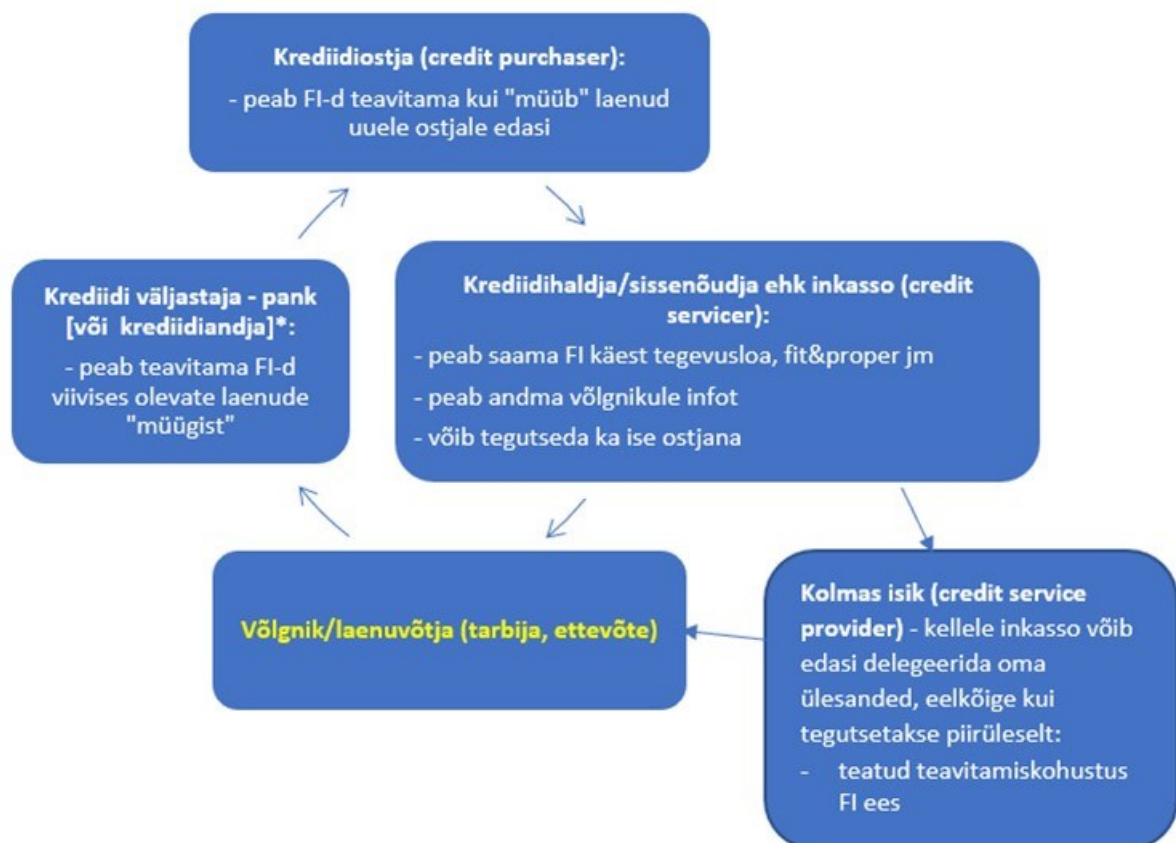 Krediidiostja (credit purchaser):
- peab FI-d teavitama kui "müüb" laenud
uuele ostjale edasi
Krediidi väljastaja - pank
[või krediidiandja]*:
- peab teavitama FI-d
viivises olevate laenude
"müügist"
Krediidihaldja/sissenõudja ehk inkasso (credit
servicer):
- peab saama FI käest tegevusloa, fit&proper jm
- peab andma võlgnikule infot
- võib tegutseda ka ise ostjana
Võlgnik/laenuvõtja (tarbija, ettevõte)
Kolmas isik (credit service
provider) - kellele inkasso võib
edasi delegeerida oma
ülesanded, eelkõige kui
tegutsetakse piirüleselt:
- teatud teavitamiskohustus
FI ees